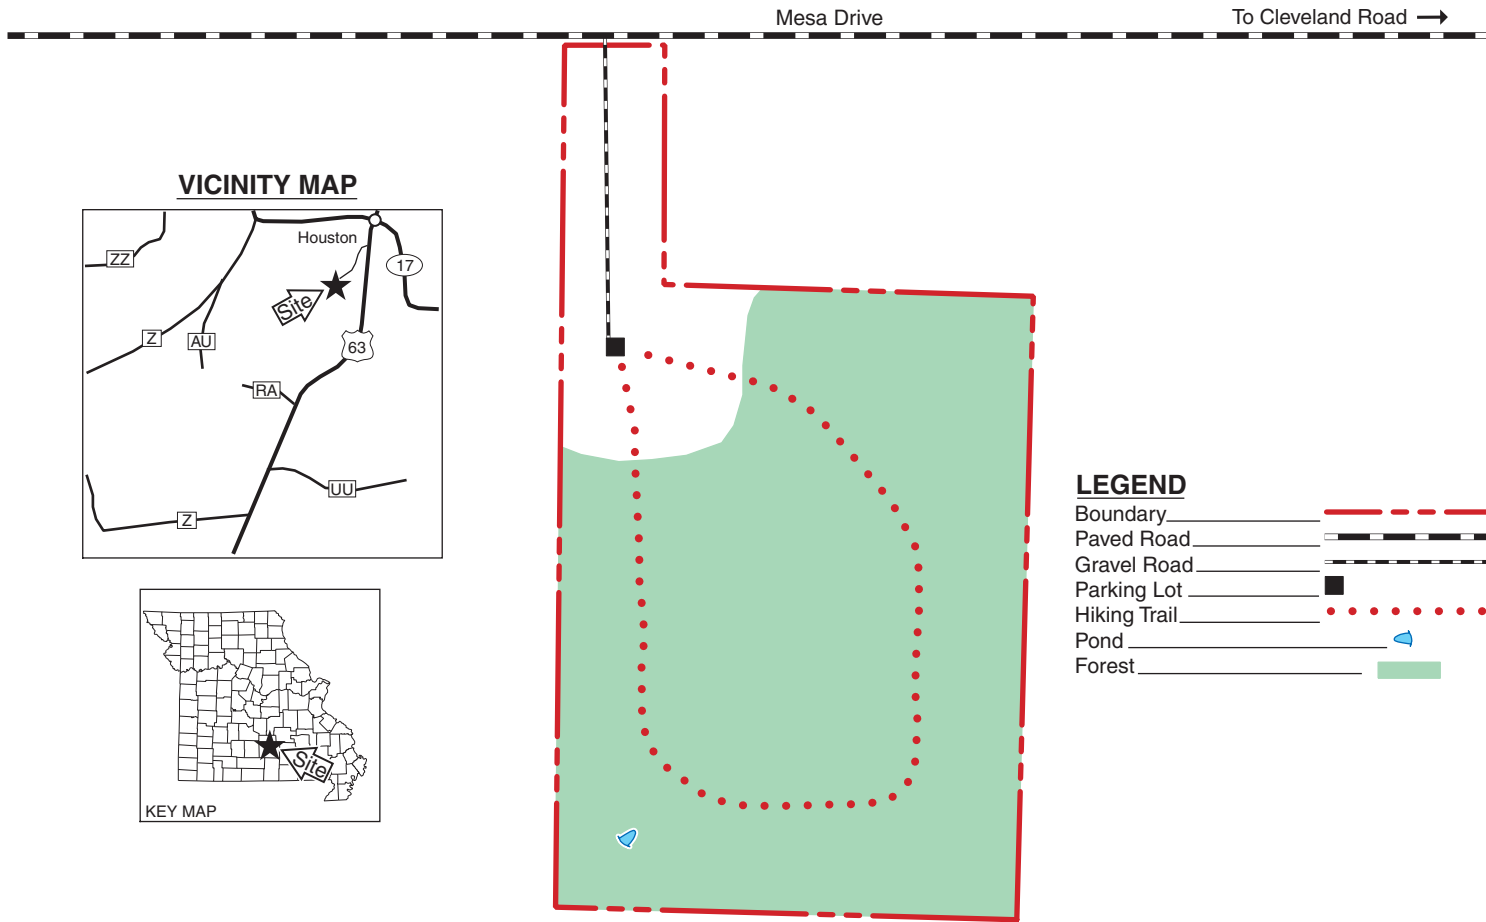 Mesa Drive
To Cleveland Road
VICINITY MAP
Houston
ZZ
17
Site
Z
AU
63
RA
UU
Z
Site
KEY MAP
LEGEND
Boundary
Paved Road
Gravel Road
Parking Lot
Hiking Trail
Pond
Forest